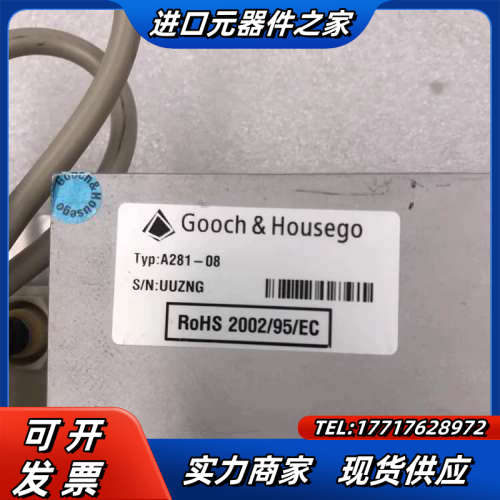 进口元器件之家
Gooch & Housego
Gooch & Housego
Typ:A281-08
S/N:UUZNG
RoHS 2002/95/EC
TEL:17717628972
可开
发票
实力商家 现货供应